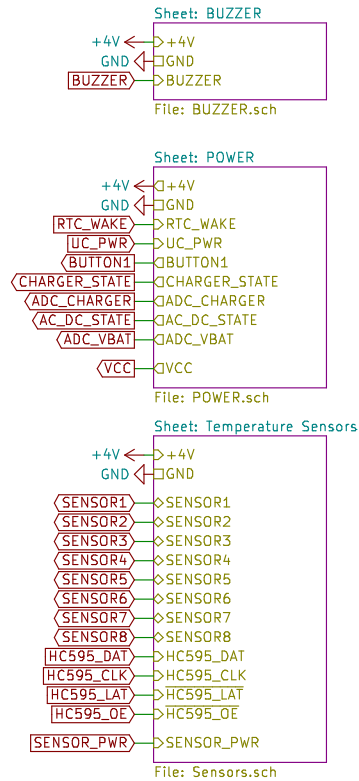 Sheet: BUZZER
+4V +4V
GND GND
BUZZER BUZZER
File: BUZZER.sch
Sheet: POWER
+4V +4V
GND GND
RTC_WAKE RTC_WAKE
UC_PWR UC_PWR
BUTTON1 BUTTON1
CHARGER_STATE CHARGER_STATE
ADC_CHARGER ADC_CHARGER
AC_DC_STATE AC_DC_STATE
ADC_VBAT ADC_VBAT
VCC VCC
File: POWER.sch
Sheet: Temperature Sensors
+4V +4V
GND GND
SENSOR1 SENSOR1
SENSOR2 SENSOR2
SENSOR3 SENSOR3
SENSOR4 SENSOR4
SENSOR5 SENSOR5
SENSOR6 SENSOR6
SENSOR7 SENSOR7
SENSOR8 SENSOR8
HC595_DAT HC595_DAT
HC595_CLK HC595_CLK
HC595_LAT HC595_LAT
HC595_OE HC595_OE
SENSOR_PWR SENSOR_PWR
File: Sensors.sch